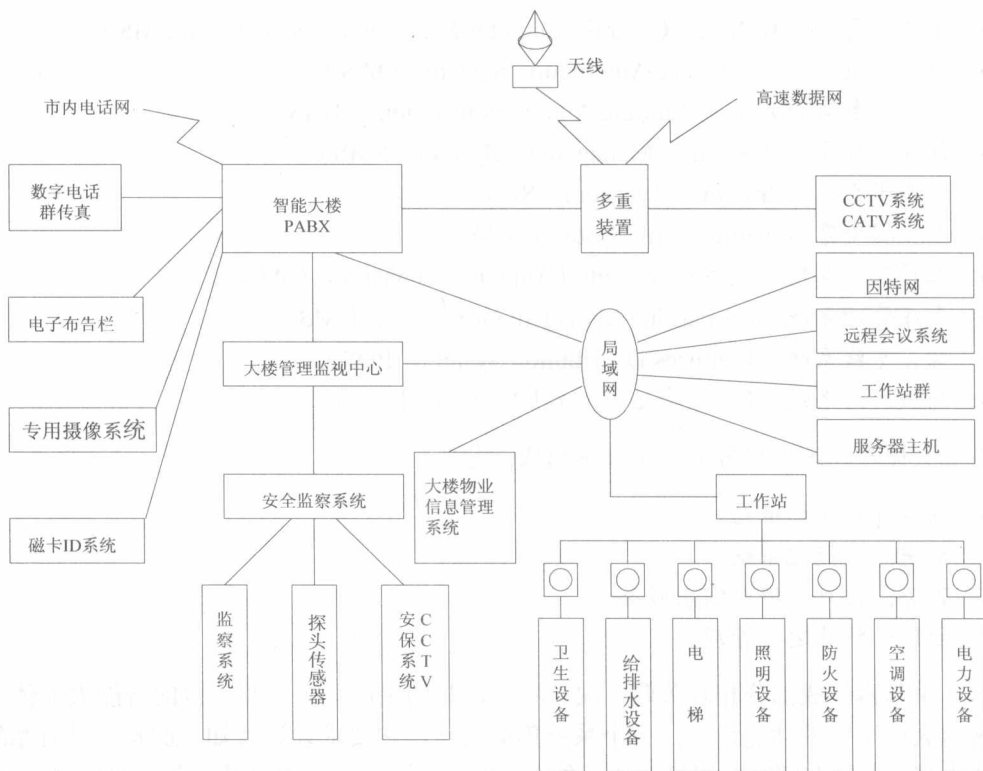 天线
市内电话网
高速数据网
数字电话
群传真
智能大楼
PABX
多重
装置
CCTV系统
CATV系统
因特网
电子布告栏
远程会议系统
局域网
大楼管理监视中心
工作站群
专用摄像系统
服务器主机
大楼物业
信息管理
系统
安全监察系统
工作站
磁卡ID系统
监察系统
探头传感器
安保系统
CCTV
卫生设备
给排水设备
电梯
照明设备
防火设备
空调设备
电力设备